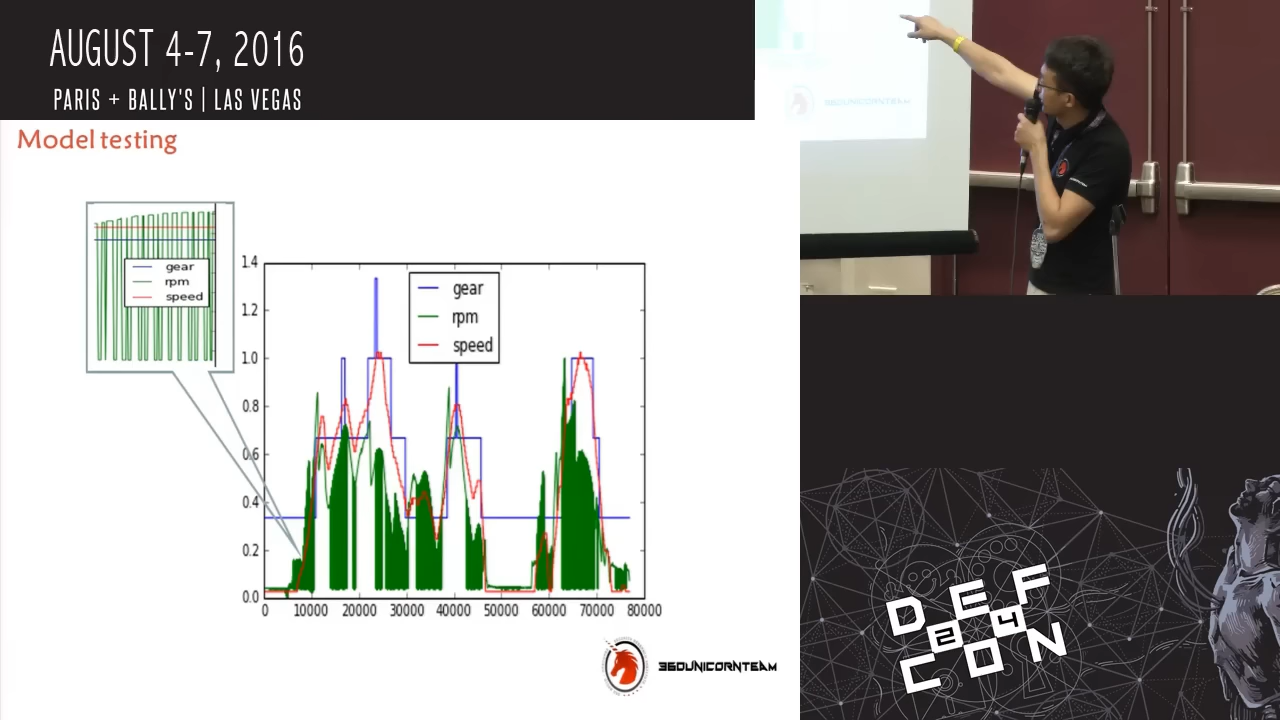 AUGUST 4-7, 2016
PARIS + BALLY'S | LAS VEGAS
Model testing
gear
rpm
speed
1.4
1.2
1.0
0.8
0.6
0.4
0.2
0.0
gear
rpm
speed
0 10000 20000 30000 40000 50000 60000 70000 80000
360UNICORNTEAM
360UNICORNTEAM
DEF
24
CON